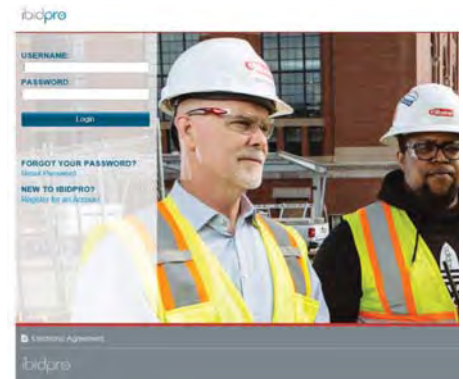 ibidpro
USERNAME:
PASSWORD:
Login
FORGOT YOUR PASSWORD?
Reset Password
NEW TO IBIDPRO?
Register for an Account
Electronic Agreement
ibidpro